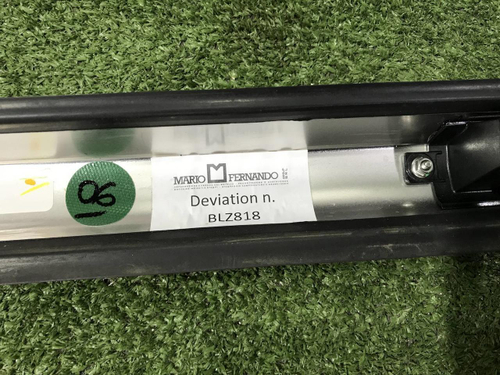 06
MARIO M FERNANDO
Deviation n.
BLZ818